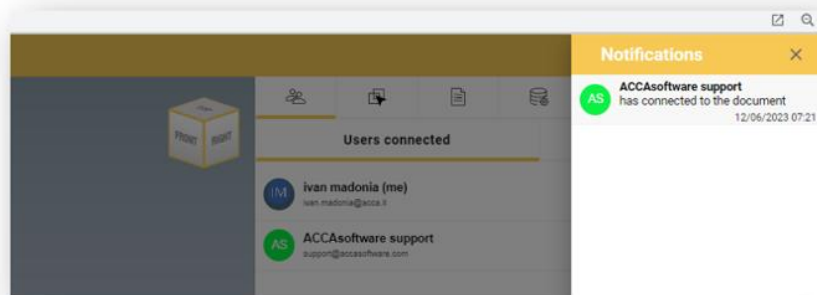 Notifications
ACCAsoftware support
AS
has connected to the document
12/06/2023 07:21
FRONT
RIGHT
Users connected
IM
ivan madonia (me)
ivan.madonia@acca.it
AS
ACCAsoftware support
support@accasoftware.com